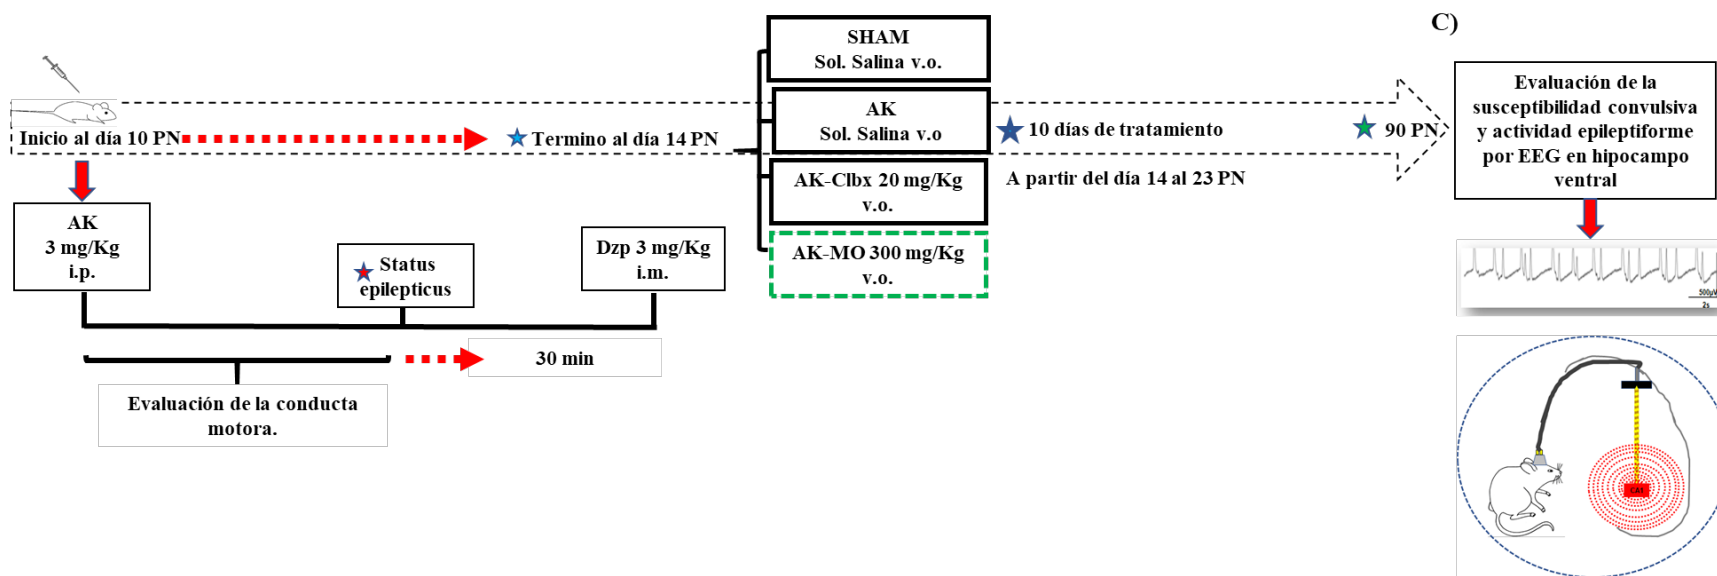 C)
SHAM
Sol. Salina v.o.
AK
Sol. Salina v.o
AK-Clbx 20 mg/Kg
v.o.
AK-MO 300 mg/Kg
v.o.
Inicio al día 10 PN
Termino al día 14 PN
10 días de tratamiento
90 PN
A partir del día 14 al 23 PN
Evaluación de la
susceptibilidad convulsiva
y actividad epileptiforme
por EEG en hipocampo
ventral
AK
3 mg/Kg
i.p.
Status
epilepticus
Dzp 3 mg/Kg
i.m.
30 min
Evaluación de la conducta
motora.
500μV
2s
CA1